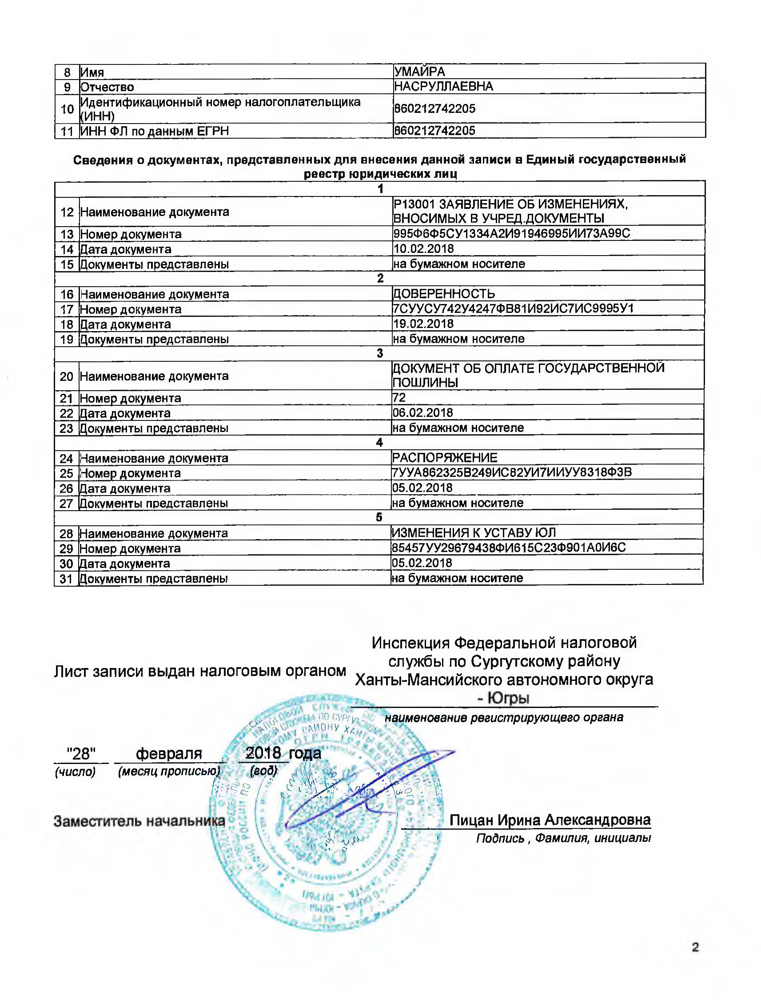 8 Имя УМАЙРА
9 Отчество НАСРУЛЛАЕВНА
10 Идентификационный номер налогоплательщика
(ИНН) 860212742205
11 ИНН ФЛ по данным ЕГРН 860212742205
Сведения о документах, представленных для внесения данной записи в Единый государственный
реестр юридических лиц
1
12 Наименование документа Р13001 ЗАЯВЛЕНИЕ ОБ ИЗМЕНЕНИЯХ,
ВНОСИМЫХ В УЧРЕД.ДОКУМЕНТЫ
13 Номер документа 995Ф6Ф5СУ1334А2И91946995ИИ73А99С
14 Дата документа 10.02.2018
15 Документы представлены на бумажном носителе
2
16 Наименование документа ДОВЕРЕННОСТЬ
17 Номер документа 7СУУСУ742У4247ФВ81И92ИС7ИС9995У1
18 Дата документа 19.02.2018
19 Документы представлены на бумажном носителе
3
20 Наименование документа ДОКУМЕНТ ОБ ОПЛАТЕ ГОСУДАРСТВЕННОЙ
ПОШЛИНЫ
21 Номер документа 72
22 Дата документа 06.02.2018
23 Документы представлены на бумажном носителе
4
24 Наименование документа РАСПОРЯЖЕНИЕ
25 Номер документа 7УУА862325В249ИС82УИ7ИИУУ8318Ф3В
26 Дата документа 05.02.2018
27 Документы представлены на бумажном носителе
5
28 Наименование документа ИЗМЕНЕНИЯ К УСТАВУ ЮЛ
29 Номер документа 85457УУ29679438ФИ615С23Ф901А0И6С
30 Дата документа 05.02.2018
31 Документы представлены на бумажном носителе
Инспекция Федеральной налоговой
службы по Сургутскому району
Лист записи выдан налоговым органом
Ханты-Мансийского автономного округа
- Югры
наименование регистрирующего органа
"28" февраля 2018 года
(число) (месяц прописью) (год)
Заместитель начальника Пицан Ирина Александровна
Подпись , Фамилия, инициалы
2